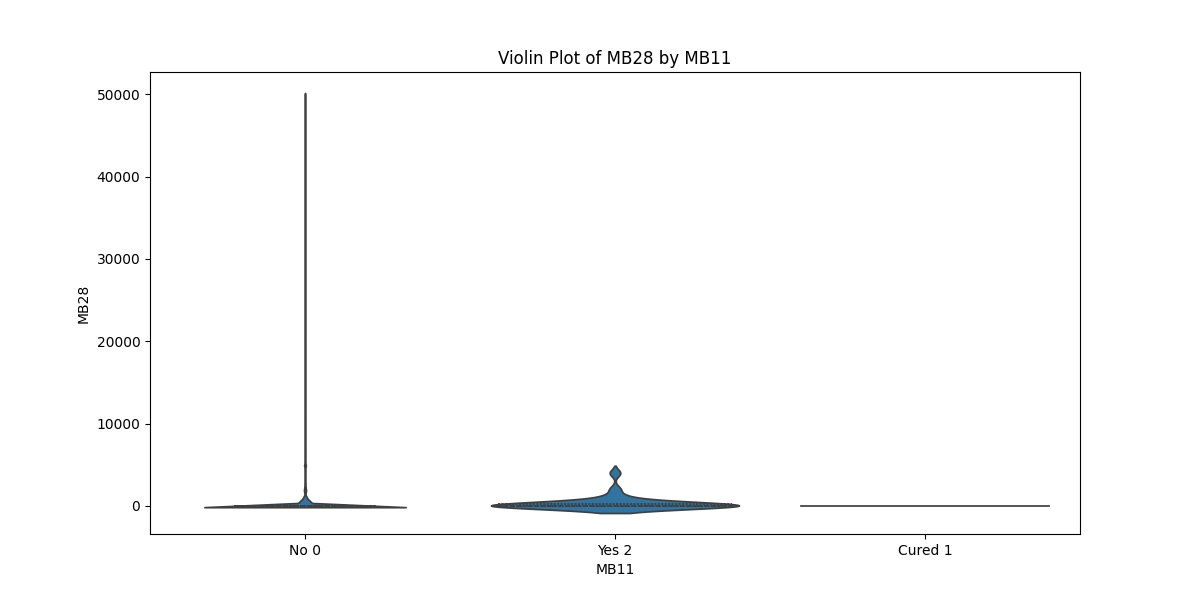 Violin Plot of MB28 by MB11
50000
40000
30000
20000
10000
0
MB28
No 0
Yes 2
Cured 1
MB11